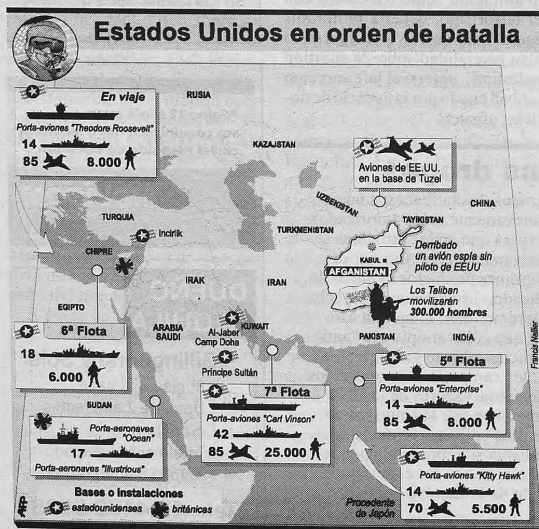 Estados Unidos en orden de batalla
En viaje
Porta-aviones "Theodore Roosevelt"
14
85 8.000
RUSIA
KAZAJSTAN
Aviones de EE.UU.
en la base de Tuzel
UZBEKISTAN
CHINA
TURQUIA
Incirlik
TURKMENISTAN
TAYIKISTAN
CHIPRE
KABUL
Derribado
un avión espía sin
piloto de EEUU
AFGANISTAN
IRAK
IRAN
Los Taliban
movilizarán
300.000 hombres
EGIPTO
ARABIA
SAUDI
KUWAIT
Al-Jaber
Camp Doha
Príncipe Sultán
PAKISTAN
INDIA
6ª Flota
18
6.000
7ª Flota
Porta-aviones "Carl Vinson"
42
85 25.000
5ª Flota
Porta-aviones "Enterprise"
14
85 8.000
SUDAN
Porta-aeronaves
"Ocean"
17
Porta-aeronaves "Illustrious"
Porta-aviones "Kitty Hawk"
14
70 5.500
Procedente
de Japón
Bases o instalaciones
estadounidenses británicas
AFP